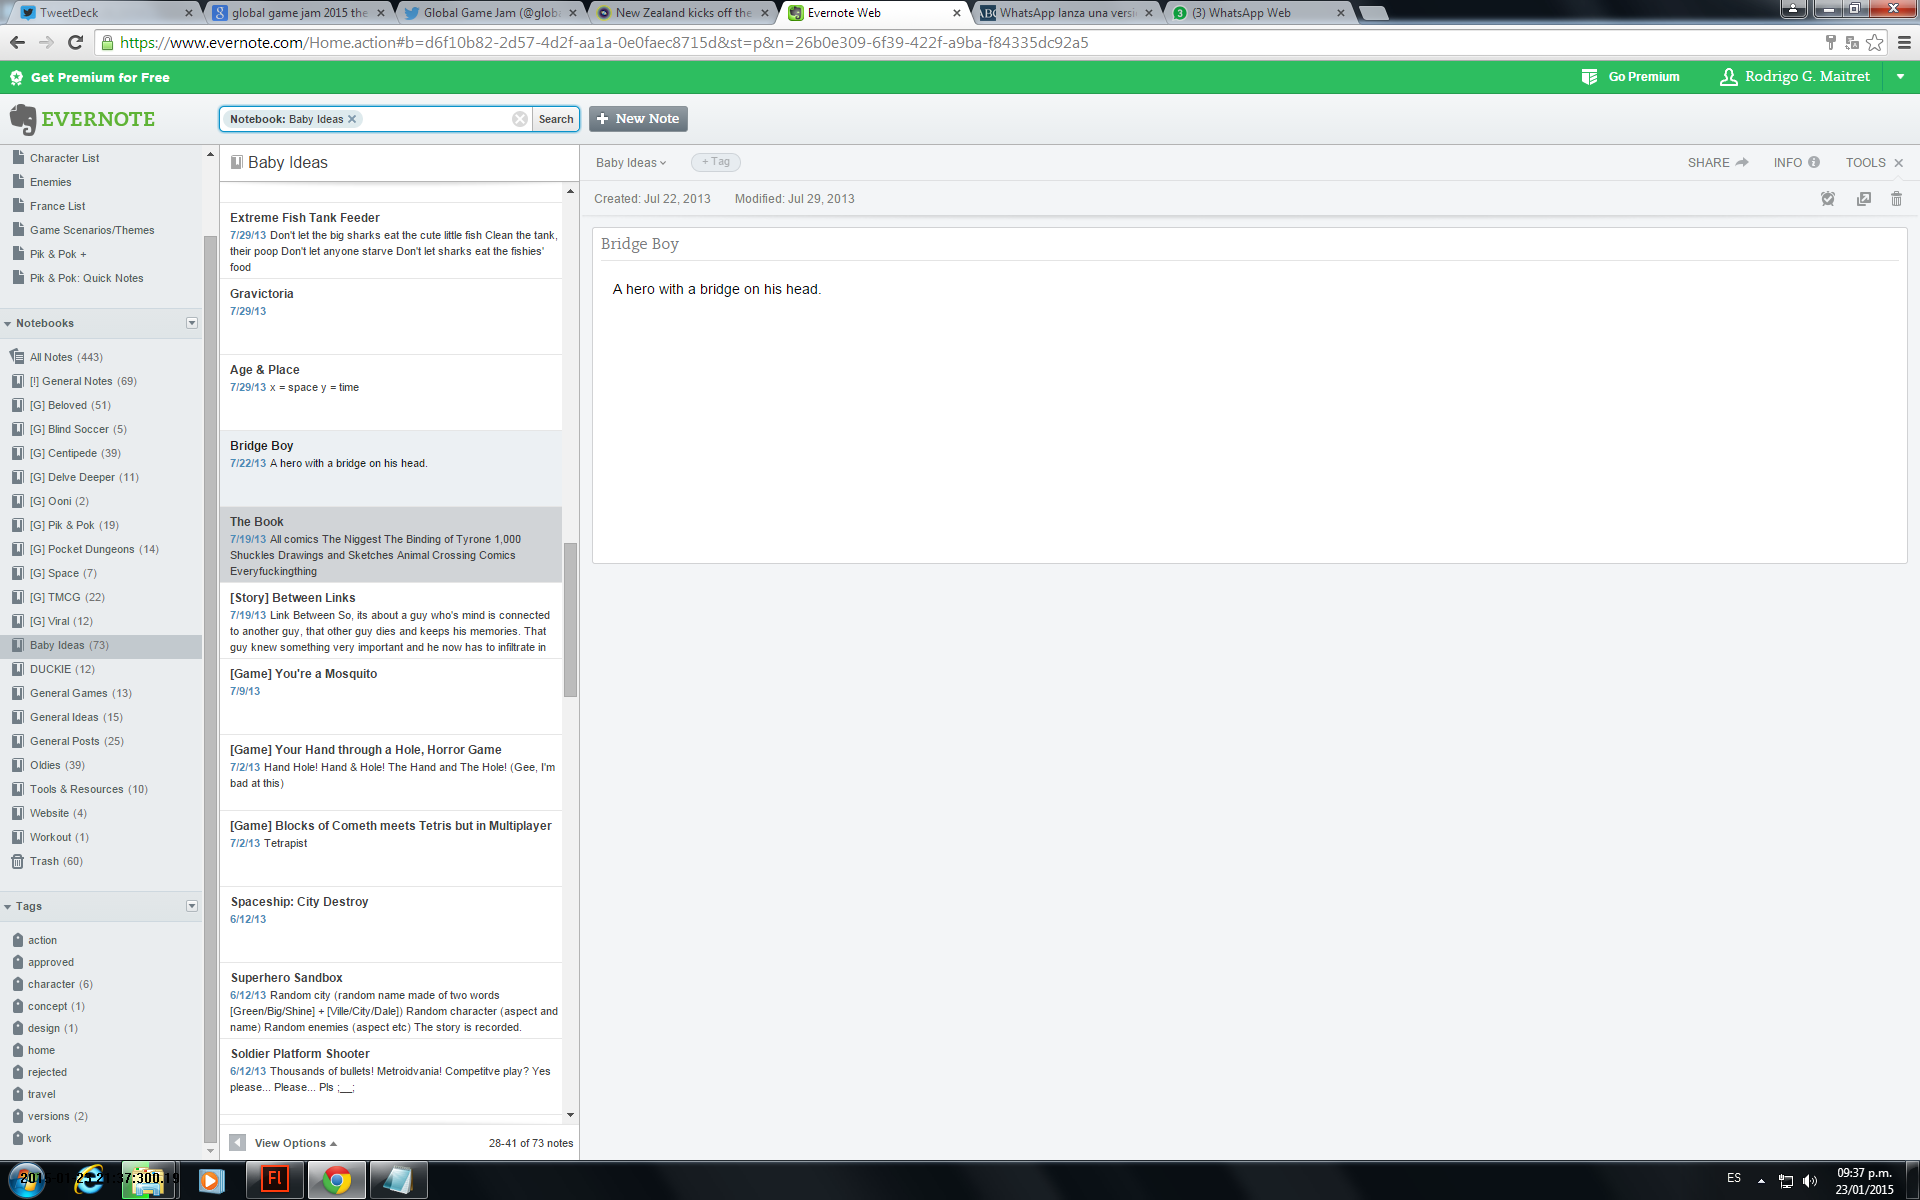 TweetDeck
global game jam 2015 the
Global Game Jam (@globa
New Zealand kicks off the
Evernote Web
WhatsApp lanza una versi
(3) WhatsApp Web
https://www.evernote.com/Home.action#b=d6f10b82-2d57-4d2f-aa1a-0e0faec8715d&st=p&n=26b0e309-6f39-422f-a9ba-f84335dc92a5
Get Premium for Free
Go Premium
Rodrigo G. Maitret
EVERNOTE
Notebook: Baby Ideas
Search
+ New Note
Character List
Enemies
France List
Game Scenarios/Themes
Pik & Pok +
Pik & Pok: Quick Notes
Notebooks
All Notes (443)
[!] General Notes (69)
[G] Beloved (51)
[G] Blind Soccer (5)
[G] Centipede (39)
[G] Delve Deeper (11)
[G] Ooni (2)
[G] Pik & Pok (19)
[G] Pocket Dungeons (14)
[G] Space (7)
[G] TMCG (22)
[G] Viral (12)
Baby Ideas (73)
DUCKIE (12)
General Games (13)
General Ideas (15)
General Posts (25)
Oldies (39)
Tools & Resources (10)
Website (4)
Workout (1)
Trash (60)
Tags
action
approved
character (6)
concept (1)
design (1)
home
rejected
travel
versions (2)
work
Baby Ideas
Extreme Fish Tank Feeder
7/29/13 Don't let the big sharks eat the cute little fish Clean the tank,
their poop Don't let anyone starve Don't let sharks eat the fishies'
food
Gravictoria
7/29/13
Age & Place
7/29/13 x = space y = time
Bridge Boy
7/22/13 A hero with a bridge on his head.
The Book
7/19/13 All comics The Niggest The Binding of Tyrone 1,000
Shuckles Drawings and Sketches Animal Crossing Comics
Everyfuckingthing
[Story] Between Links
7/19/13 Link Between So, its about a guy who's mind is connected
to another guy, that other guy dies and keeps his memories. That
guy knew something very important and he now has to infiltrate in
[Game] You're a Mosquito
7/9/13
[Game] Your Hand through a Hole, Horror Game
7/2/13 Hand Hole! Hand & Hole! The Hand and The Hole! (Gee, I'm
bad at this)
[Game] Blocks of Cometh meets Tetris but in Multiplayer
7/2/13 Tetrapist
Spaceship: City Destroy
6/12/13
Superhero Sandbox
6/12/13 Random city (random name made of two words
[Green/Big/Shine] + [Ville/City/Dale]) Random character (aspect and
name) Random enemies (aspect etc) The story is recorded.
Soldier Platform Shooter
6/12/13 Thousands of bullets! Metroidvania! Competitve play? Yes
please... Please... Pls ;__;
View Options
28-41 of 73 notes
Baby Ideas
+ Tag
SHARE
INFO
TOOLS
Created: Jul 22, 2013
Modified: Jul 29, 2013
Bridge Boy
A hero with a bridge on his head.
Fl
ES
09:37 p.m.
23/01/2015